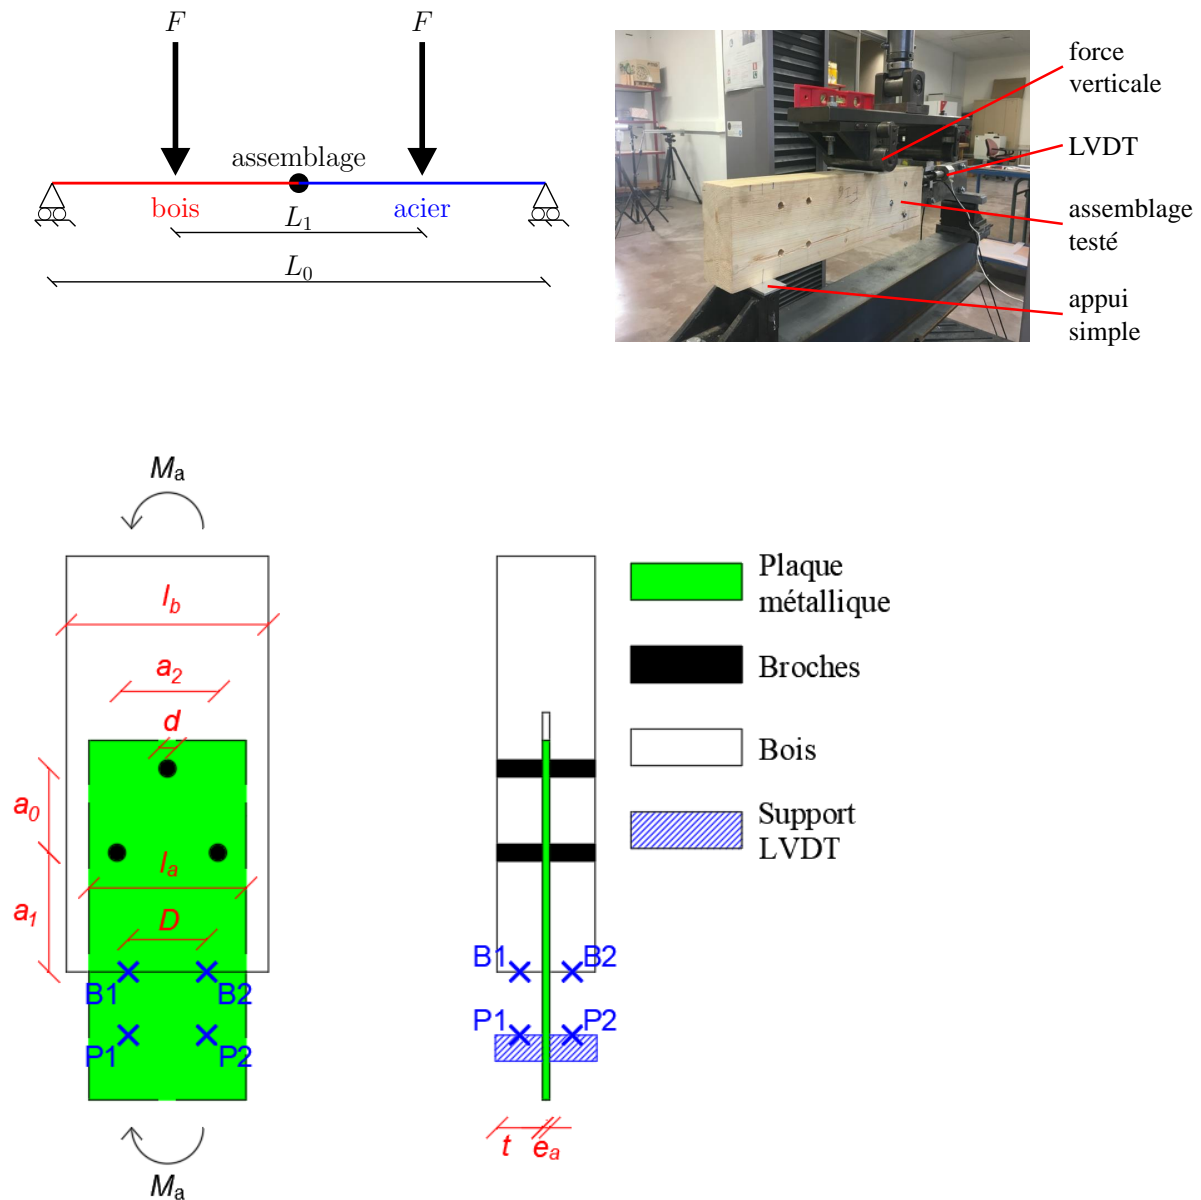 F
F
assemblage
bois
acier
L1
L0
force
verticale
LVDT
assemblage
testé
appui
simple
Ma
lb
a2
d
a0
la
a1
D
B1
B2
P1
P2
Ma
B1
B2
P1
P2
t
ea
Plaque
métallique
Broches
Bois
Support
LVDT